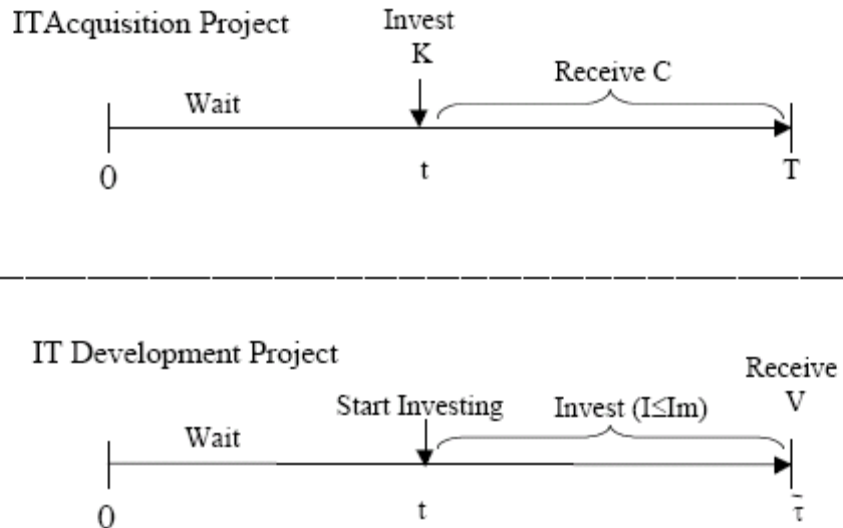 ITAcquisition Project
Invest
K
Receive C
Wait
0
t
T
IT Development Project
Receive
V
Start Investing
Invest (I≤Im)
Wait
0
t
τ̃